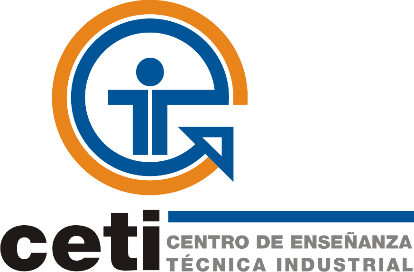 ceti
CENTRO DE ENSEÑANZA
TÉCNICA INDUSTRIAL